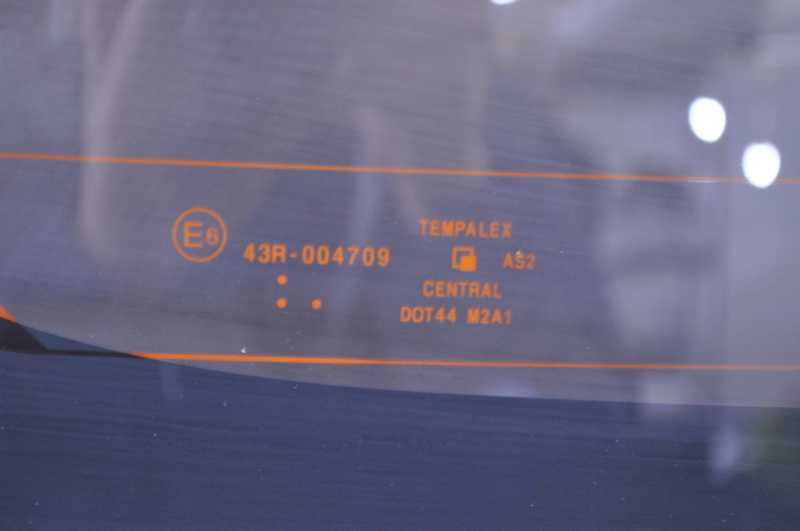 E6
43R-004709
TEMPALEX
AS2
CENTRAL
DOT44 M2A1